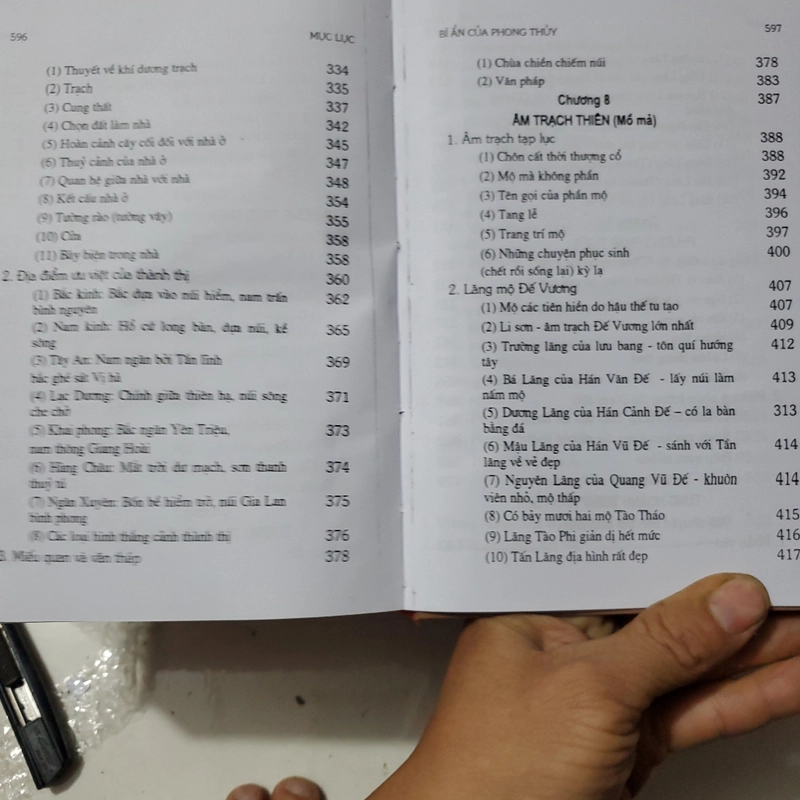 596 MỤC LỤC
(1) Thuyết về khí dương trạch 334
(2) Trạch 335
(3) Cung thất 337
(4) Chọn đất làm nhà 342
(5) Hoàn cảnh cây cối đối với nhà ở 345
(6) Thuỷ cảnh của nhà ở 347
(7) Quan hệ giữa nhà với nhà 348
(8) Kết cấu nhà ở 354
(9) Tường rào (tường vây) 355
(10) Cửa 358
(11) Bày biện trong nhà 358
2. Địa điểm ưu việt của thành thị 360
(1) Bắc kinh: Bắc dựa vào núi hiểm, nam trấn 362
bình nguyên
(2) Nam kinh: Hổ cứ long bàn, dựa núi, kề 365
sông
(3) Tây An: Nam ngăn bởi Tần lĩnh 369
bắc ghé sát Vị hà
(4) Lạc Dương: Chính giữa thiên hạ, núi sông 371
che chở
(5) Khai phong: Bắc ngăn Yên Triệu, 373
nam thông Giang Hoài
(6) Hàng Châu: Mặt trời dư mạch, sơn thanh 374
thuỷ tú
(7) Ngân Xuyên: Bốn bề hiểm trở, núi Gia Lan 375
bình phong
(8) Các loại hình thắng cảnh thành thị 376
3. Miếu quan và văn tháp 378
BÍ ẨN CỦA PHONG THỦY 597
(1) Chùa chiền chiếm núi 378
(2) Văn pháp 383
Chương 8 387
ÂM TRẠCH THIÊN (Mồ mả)
1. Âm trạch tạp lục 388
(1) Chôn cất thời thượng cổ 388
(2) Mộ mà không phần 392
(3) Tên gọi của phần mộ 394
(4) Tang lễ 396
(5) Trang trí mộ 397
(6) Những chuyện phục sinh 400
(chết rồi sống lại) kỳ lạ
2. Lăng mộ Đế Vương 407
(1) Mộ các tiên hiền do hậu thế tu tạo 407
(2) Li sơn - âm trạch Đế Vương lớn nhất 409
(3) Trường lăng của lưu bang - tôn quí hướng 412
tây
(4) Bá Lăng của Hán Văn Đế - lấy núi làm 413
nấm mộ
(5) Dương Lăng của Hán Cảnh Đế – có la bàn 313
bằng đá
(6) Mậu Lăng của Hán Vũ Đế - sánh với Tần 414
lăng về vẻ đẹp
(7) Nguyên Lăng của Quang Vũ Đế - khuôn 414
viên nhỏ, mộ thấp
(8) Có bảy mươi hai mộ Tào Tháo 415
(9) Lăng Tào Phi giản dị hết mức 416
(10) Tấn Lăng địa hình rất đẹp 417